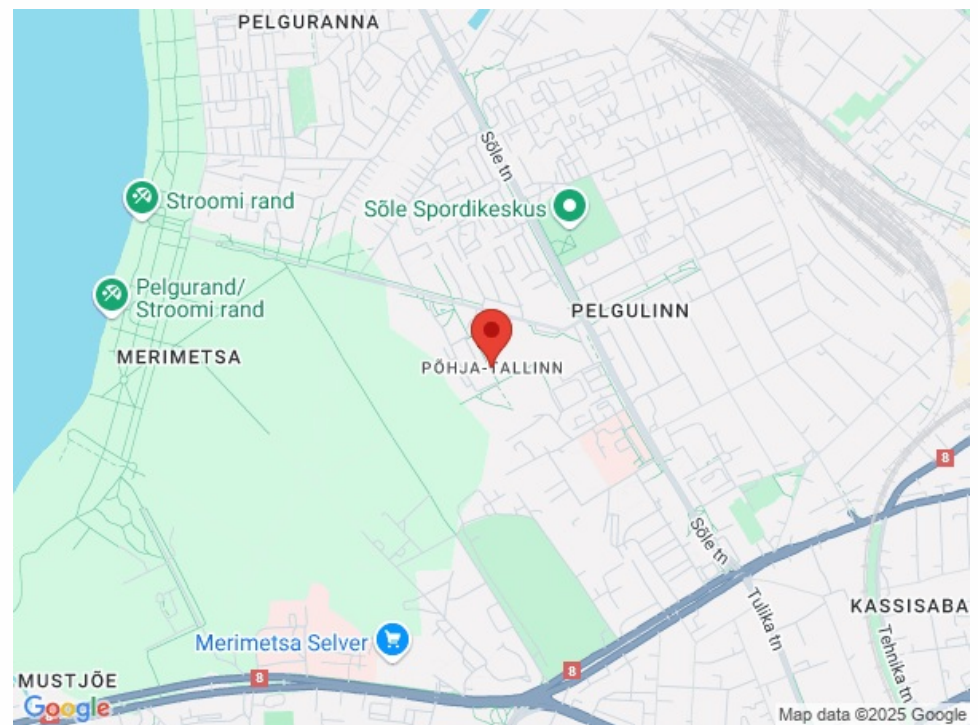 PELGURANNA
Sõle tn
Stroomi rand
Sõle Spordikeskus
Pelgurand/
Stroomi rand
PELGULINN
MERIMETSA
PÕHJA-TALLINN
8
Sõle tn
Tulika tn
KASSISABA
Tehnika tn
Merimetsa Selver
8
8
MUSTJÕE
8
Google
Map data ©2025 Google